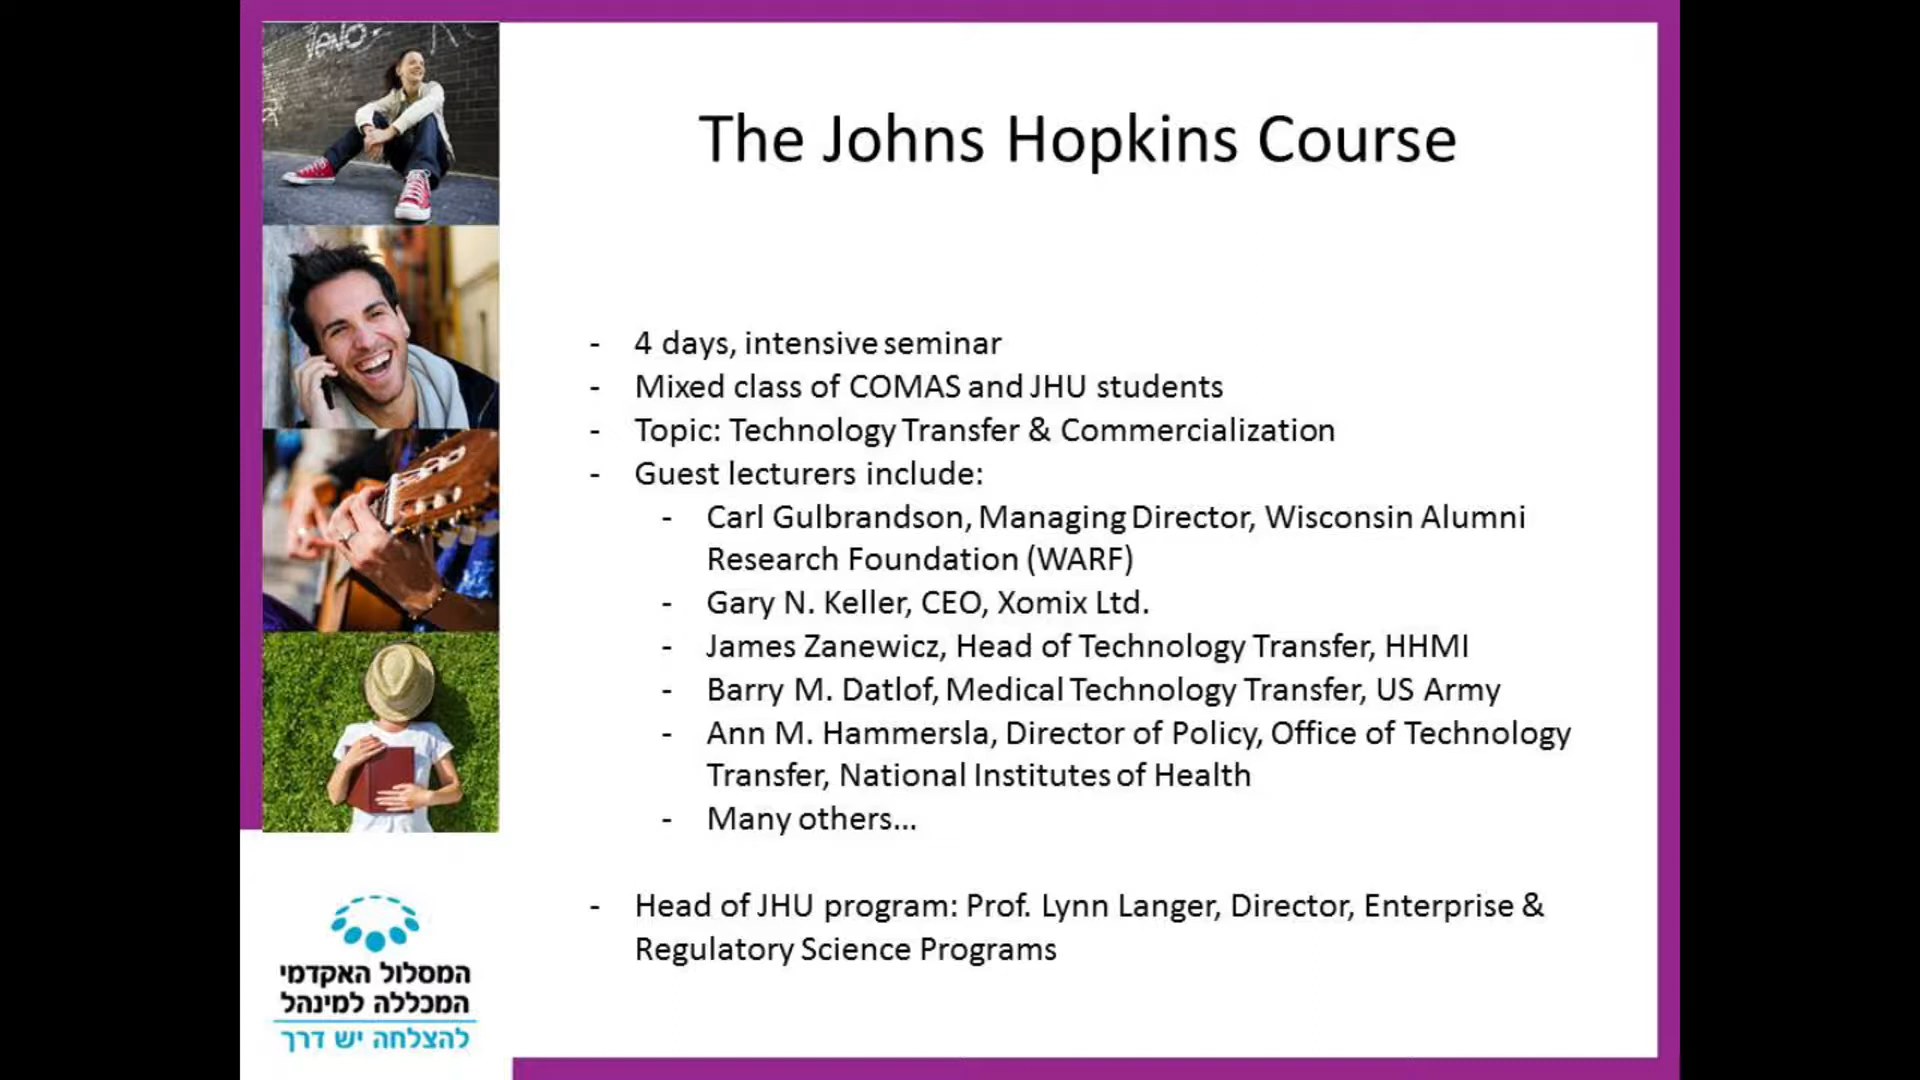 The Johns Hopkins Course
- 4 days, intensive seminar
- Mixed class of COMAS and JHU students
- Topic: Technology Transfer & Commercialization
- Guest lecturers include:
- Carl Gulbrandson, Managing Director, Wisconsin Alumni
Research Foundation (WARF)
- Gary N. Keller, CEO, Xomix Ltd.
- James Zanewicz, Head of Technology Transfer, HHMI
- Barry M. Datlof, Medical Technology Transfer, US Army
- Ann M. Hammersla, Director of Policy, Office of Technology
Transfer, National Institutes of Health
- Many others...
- Head of JHU program: Prof. Lynn Langer, Director, Enterprise &
Regulatory Science Programs
המסלול האקדמי
המכללה למינהל
להצלחה יש דרך